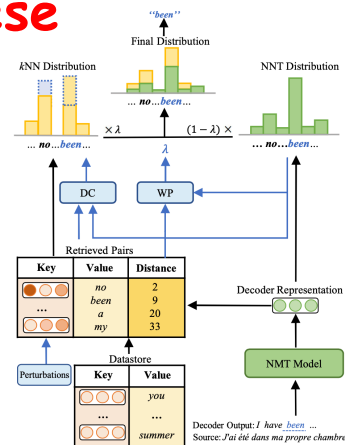 ese
“been”
Final Distribution
kNN Distribution
NNT Distribution
... no...been...
× λ
(1 − λ) ×
... no...been...
... no...been...
λ
DC
WP
Retrieved Pairs
Key Value Distance
no 2
been 9
... a 20
my 33
Decoder Representation
Datastore
Perturbations
Key Value
you
... ...
summer
NMT Model
Decoder Output: I have been ...
Source: J'ai été dans ma propre chambre